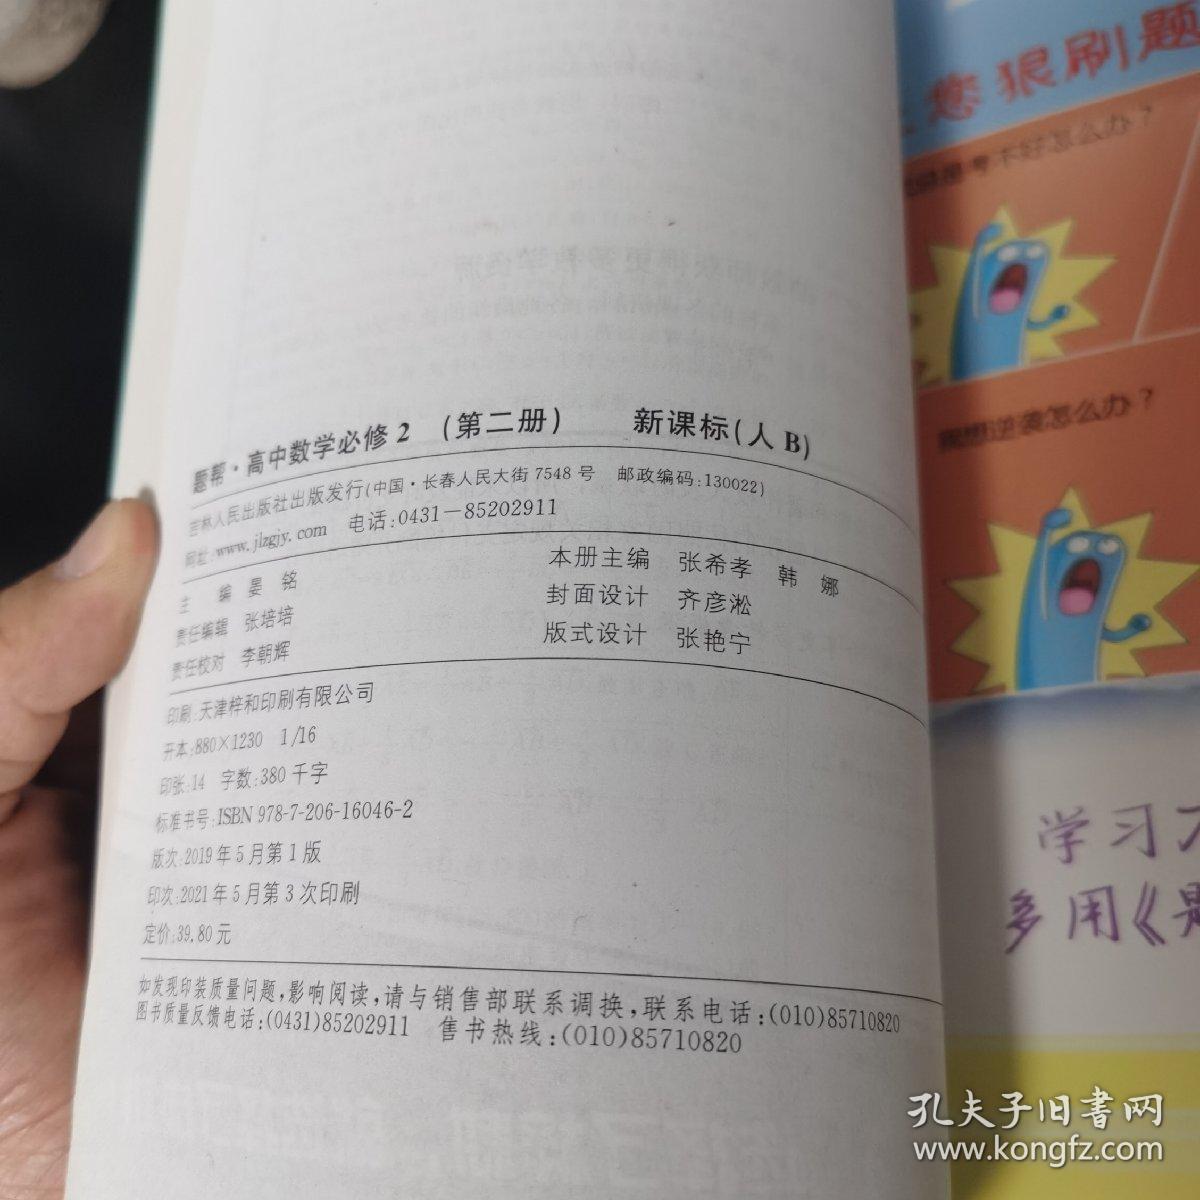 题帮·高中数学必修2 (第二册) 新课标(人B)
吉林人民出版社出版发行(中国·长春人民大街7548号 邮政编码:130022)
网址:www.jlzgjy.com 电话:0431-85202911
主 编 晏 铭
本册主编 张希孝 韩 娜
责任编辑 张培培
封面设计 齐彦淞
责任校对 李朝辉
版式设计 张艳宁
印刷:天津梓和印刷有限公司
开本:880×1230 1/16
印张:14 字数:380千字
标准书号:ISBN 978-7-206-16046-2
版次:2019年5月第1版
印次:2021年5月第3次印刷
定价:39.80元
如发现印装质量问题,影响阅读,请与销售部联系调换,联系电话:(010)85710820
图书质量反馈电话:(0431)85202911 售书热线:(010)85710820
您狠刷题
考不好怎么办?
我想逆袭怎么办?
学习
多用《题
孔夫子旧书网
www.kongfz.com